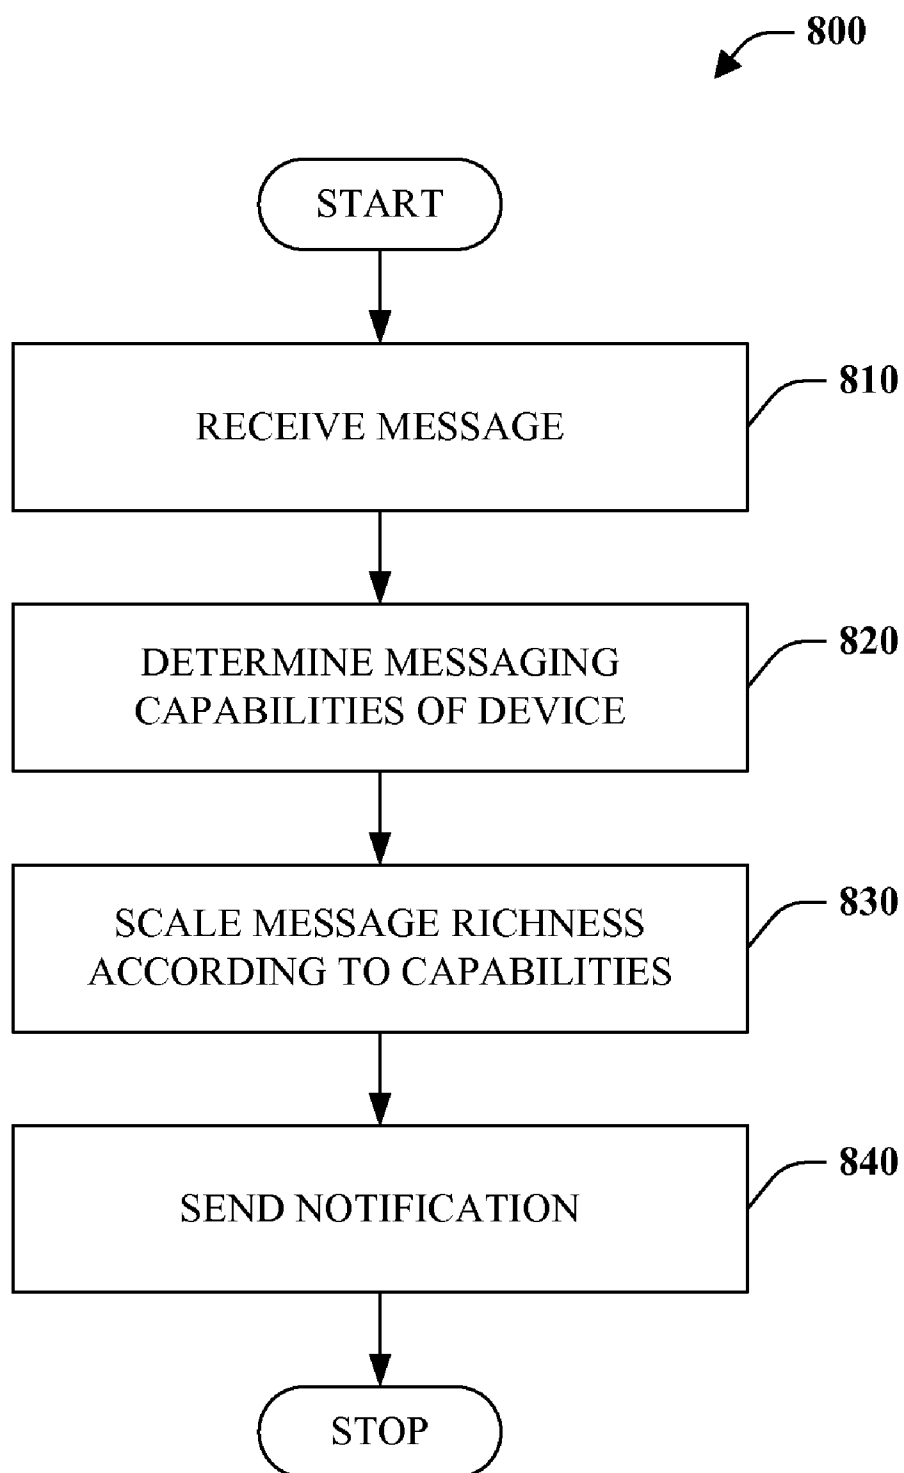 800
START
RECEIVE MESSAGE
810
DETERMINE MESSAGING
CAPABILITIES OF DEVICE
820
SCALE MESSAGE RICHNESS
ACCORDING TO CAPABILITIES
830
SEND NOTIFICATION
840
STOP